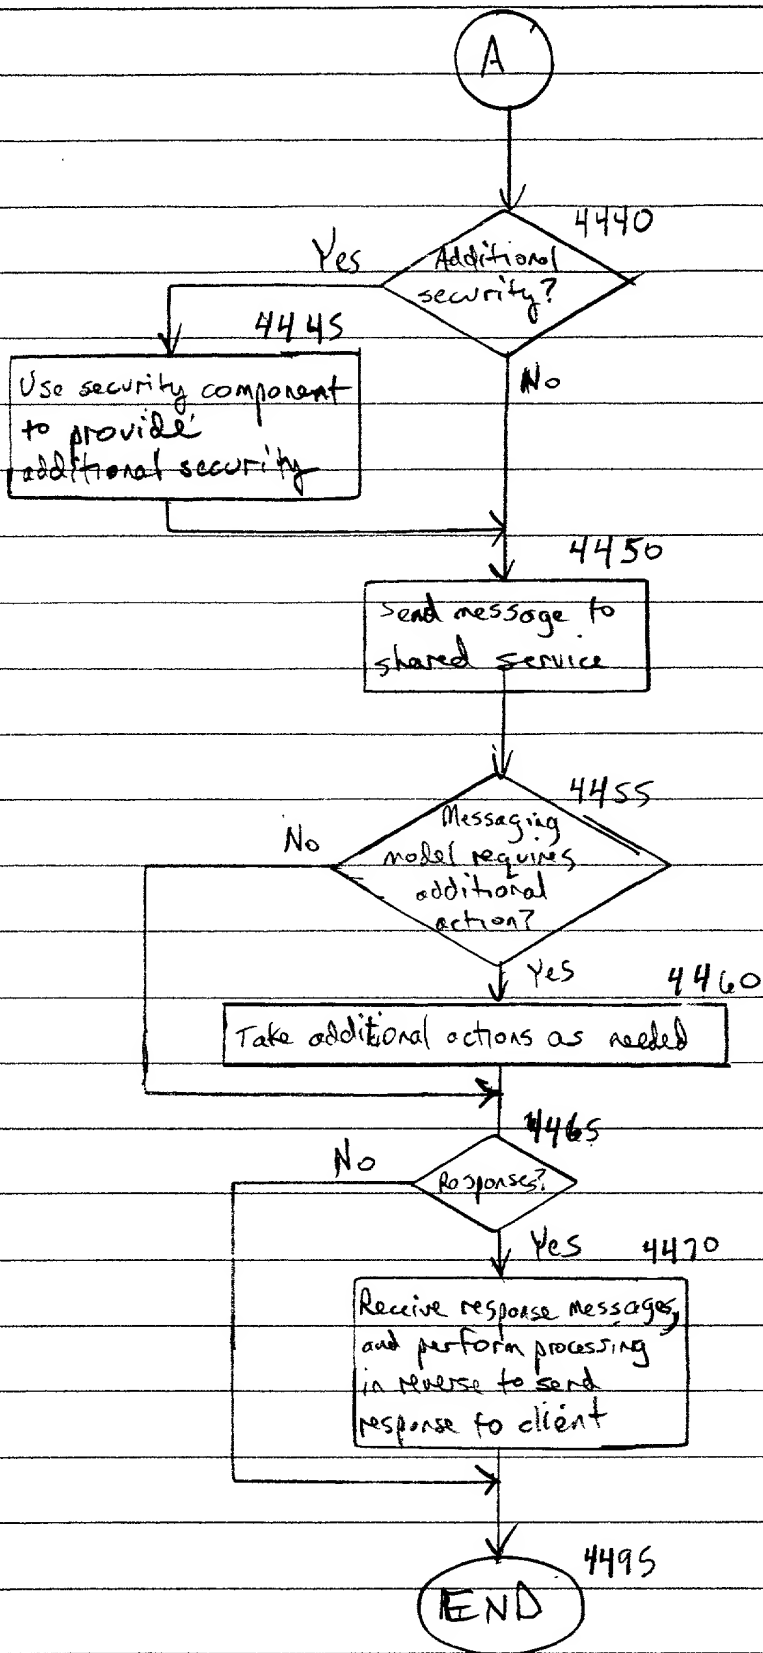 A
4440
Yes
Additional
security?
4445
No
Use security component
to provide
additional security
4450
Send message to
shared service
4455
No
Messaging
model requires
additional
action?
Yes
4460
Take additional actions as needed
4465
No
Responses?
Yes
4470
Receive response messages,
and perform processing
in reverse to send
response to client
4495
END